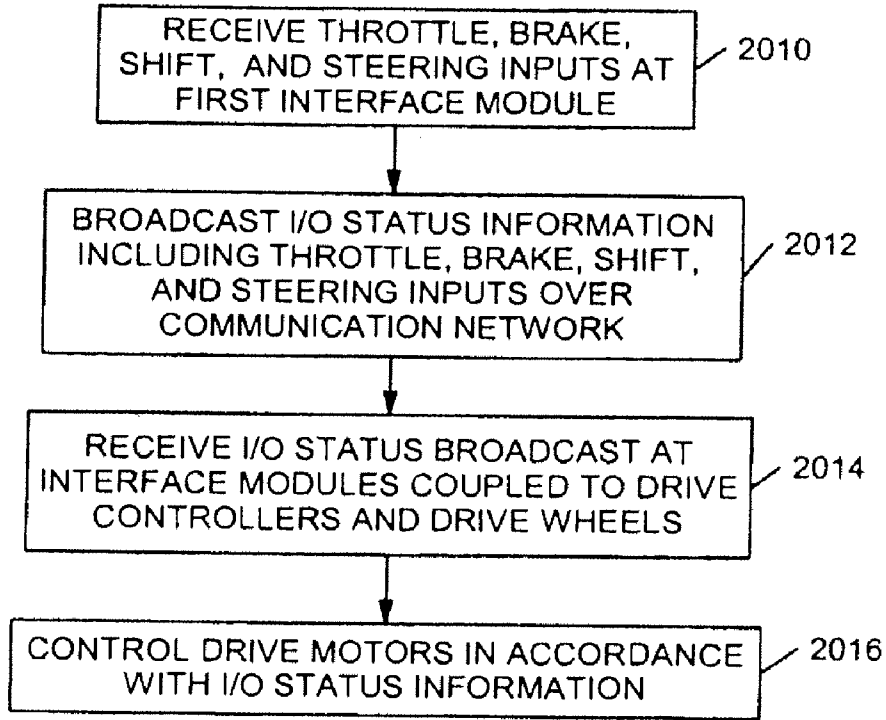 RECEIVE THROTTLE, BRAKE,
SHIFT, AND STEERING INPUTS AT
FIRST INTERFACE MODULE
2010
BROADCAST I/O STATUS INFORMATION
INCLUDING THROTTLE, BRAKE, SHIFT,
AND STEERING INPUTS OVER
COMMUNICATION NETWORK
2012
RECEIVE I/O STATUS BROADCAST AT
INTERFACE MODULES COUPLED TO DRIVE
CONTROLLERS AND DRIVE WHEELS
2014
CONTROL DRIVE MOTORS IN ACCORDANCE
WITH I/O STATUS INFORMATION
2016